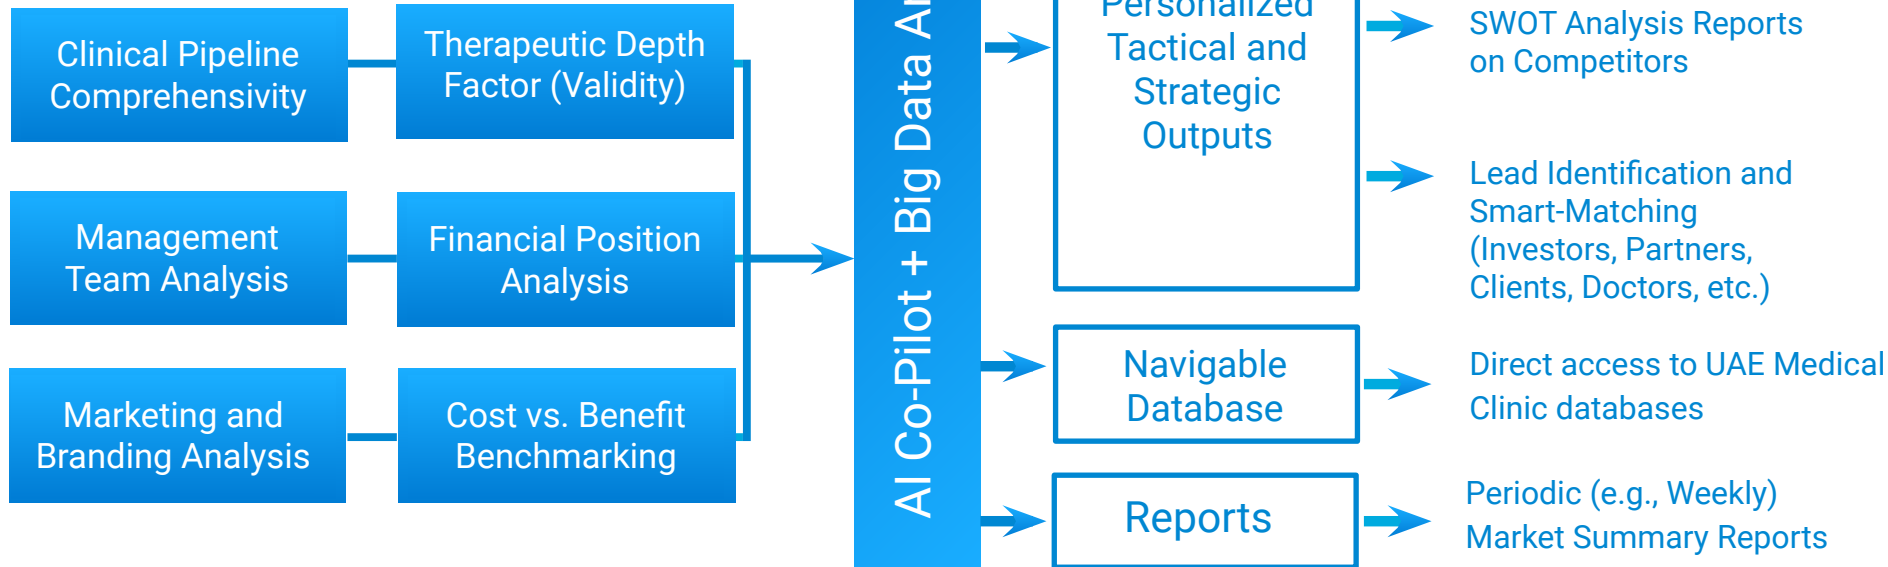 Clinical Pipeline
Comprehensivity
Therapeutic Depth
Factor (Validity)
Management
Team Analysis
Financial Position
Analysis
Marketing and
Branding Analysis
Cost vs. Benefit
Benchmarking
AI Co-Pilot + Big Data
Personalized
Tactical and
Strategic
Outputs
SWOT Analysis Reports
on Competitors
Lead Identification and
Smart-Matching
(Investors, Partners,
Clients, Doctors, etc.)
Navigable
Database
Direct access to UAE Medical
Clinic databases
Reports
Periodic (e.g., Weekly)
Market Summary Reports